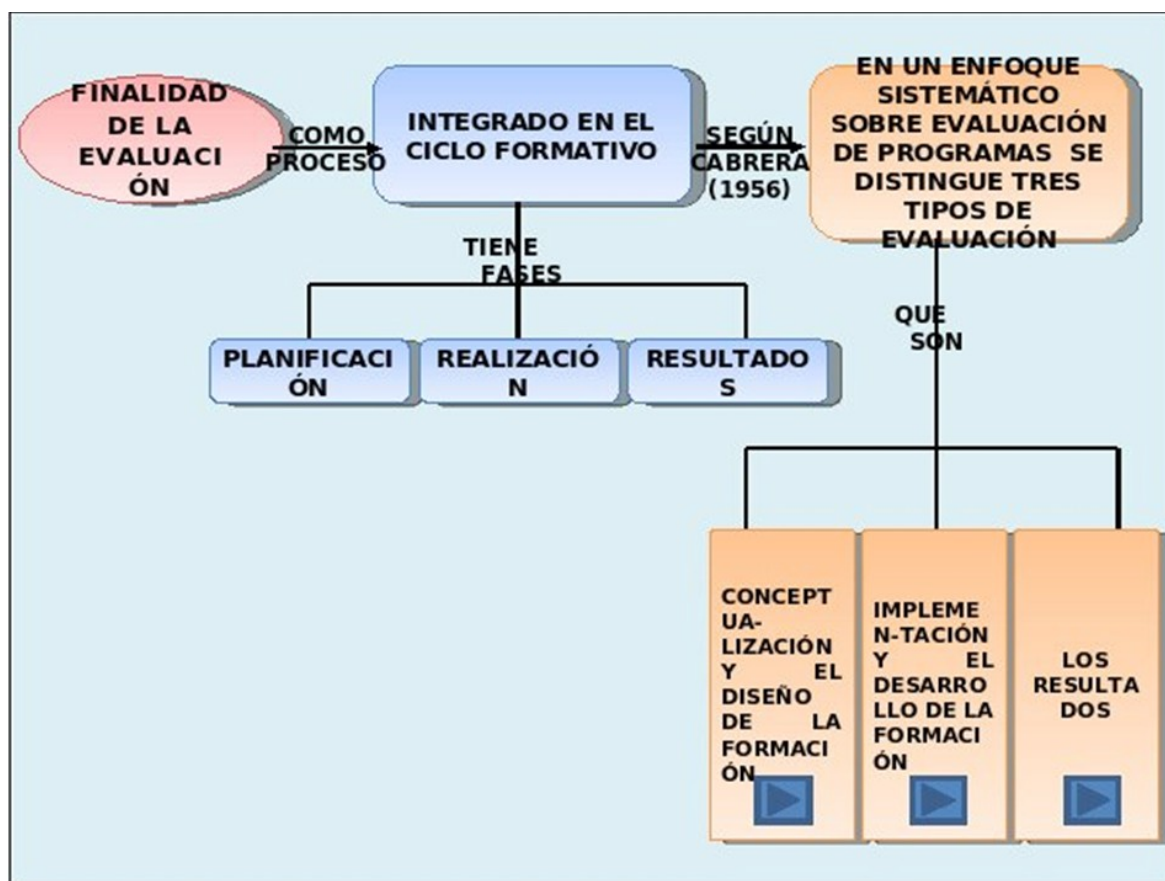 FINALIDAD
DE LA
EVALUACI
ÓN
COMO
PROCESO
INTEGRADO EN EL
CICLO FORMATIVO
SEGÚN
CABRERA
(1956)
EN UN ENFOQUE
SISTEMÁTICO
SOBRE EVALUACIÓN
DE PROGRAMAS SE
DISTINGUE TRES
TIPOS DE
EVALUACIÓN
TIENE
FASES
PLANIFICACI
ÓN
REALIZACIÓ
N
RESULTADO
S
QUE
SON
CONCEPT
UA-
LIZACIÓN
Y EL
DISEÑO
DE LA
FORMACI
ÓN
IMPLEME
N-TACIÓN
Y EL
DESARRO
LLO DE LA
FORMACI
ÓN
LOS
RESULTA
DOS